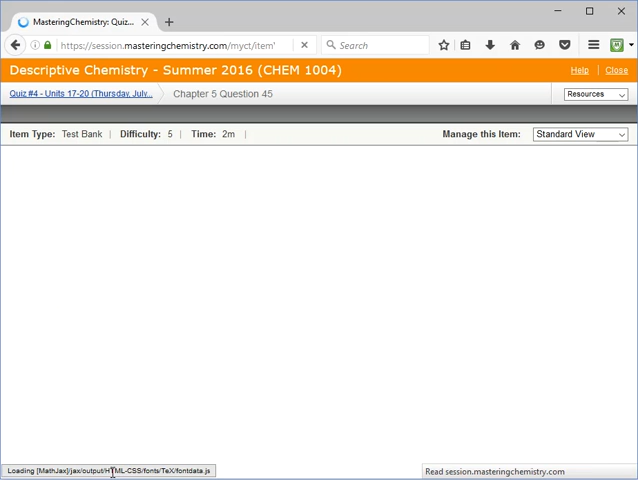 MasteringChemistry: Quiz...
https://session.masteringchemistry.com/myct/item'
Search
Descriptive Chemistry - Summer 2016 (CHEM 1004)
Help | Close
Quiz #4 - Units 17-20 (Thursday, July...
Chapter 5 Question 45
Resources
Item Type: Test Bank | Difficulty: 5 | Time: 2m |
Manage this Item: Standard View
Loading [MathJax]/jax/output/HTML-CSS/fonts/TeX/fontdata.js
Read session.masteringchemistry.com